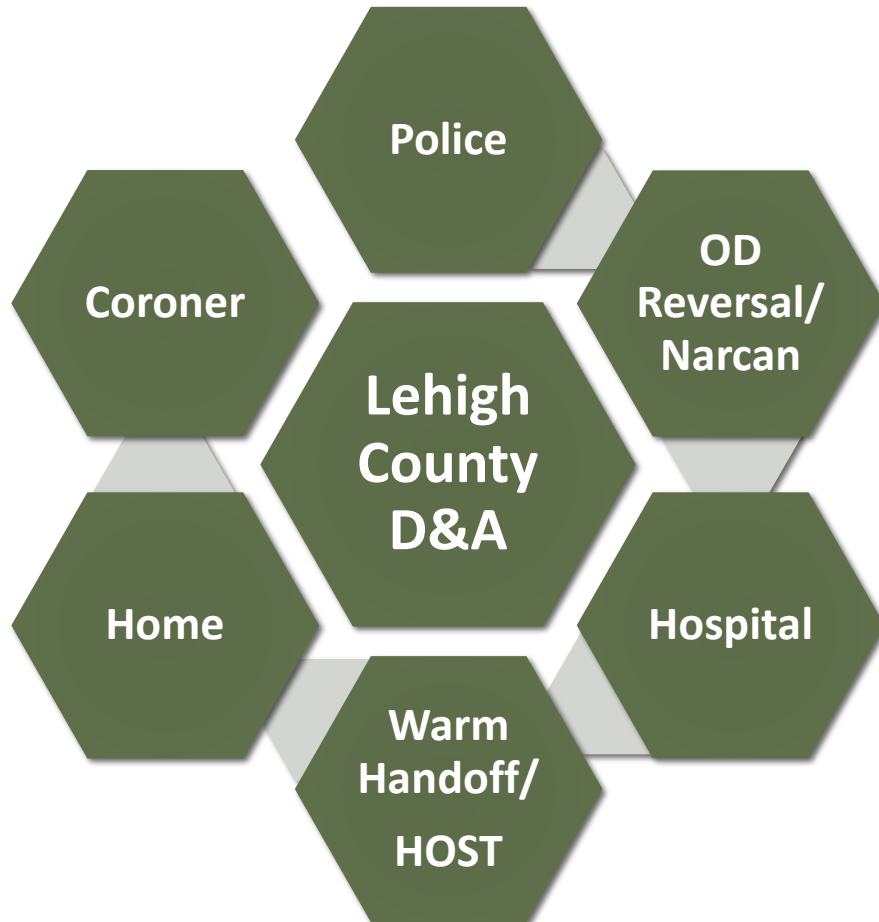 Police
OD
Reversal/
Narcan
Coroner
Lehigh
County
D&A
Home
Hospital
Warm
Handoff/
HOST